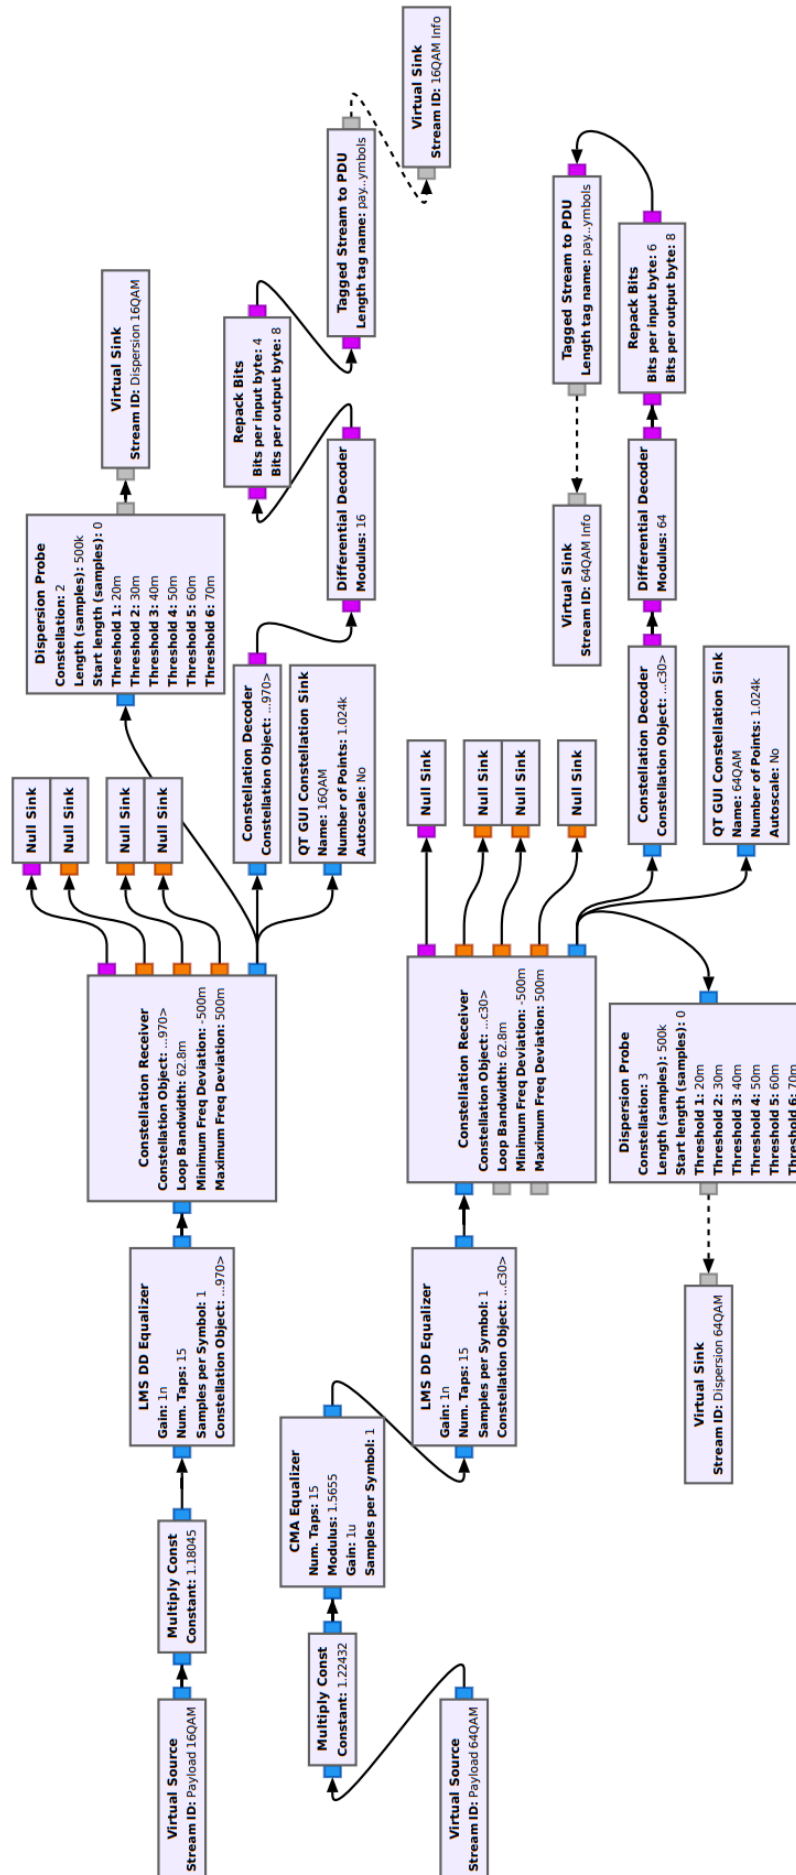 Virtual Source
Stream ID: Payload 16QAM
Multiply Const
Constant: 1.18045
LMS DD Equalizer
Gain: 1n
Num. Taps: 15
Samples per Symbol: 1
Constellation Object: ...970>
Constellation Receiver
Constellation Object: ...970>
Loop Bandwidth: 62.8m
Minimum Freq Deviation: -500m
Maximum Freq Deviation: 500m
Null Sink
Null Sink
Null Sink
Null Sink
Dispersion Probe
Constellation: 2
Length (samples): 500k
Start length (samples): 0
Threshold 1: 20m
Threshold 2: 30m
Threshold 3: 40m
Threshold 4: 50m
Threshold 5: 60m
Threshold 6: 70m
Virtual Sink
Stream ID: Dispersion 16QAM
Constellation Decoder
Constellation Object: ...970>
QT GUI Constellation Sink
Name: 16QAM
Number of Points: 1.024k
Autoscale: No
Differential Decoder
Modulus: 16
Repack Bits
Bits per input byte: 4
Bits per output byte: 8
Tagged Stream to PDU
Length tag name: pay...ymbols
Virtual Sink
Stream ID: 16QAM Info
Virtual Source
Stream ID: Payload 64QAM
Multiply Const
Constant: 1.22432
CMA Equalizer
Num. Taps: 15
Modulus: 1.5655
Gain: 1u
Samples per Symbol: 1
LMS DD Equalizer
Gain: 1n
Num. Taps: 15
Samples per Symbol: 1
Constellation Object: ...c30>
Constellation Receiver
Constellation Object: ...c30>
Loop Bandwidth: 62.8m
Minimum Freq Deviation: -500m
Maximum Freq Deviation: 500m
Null Sink
Null Sink
Null Sink
Null Sink
Constellation Decoder
Constellation Object: ...c30>
QT GUI Constellation Sink
Name: 64QAM
Number of Points: 1.024k
Autoscale: No
Differential Decoder
Modulus: 64
Repack Bits
Bits per input byte: 6
Bits per output byte: 8
Tagged Stream to PDU
Length tag name: pay...ymbols
Virtual Sink
Stream ID: 64QAM Info
Dispersion Probe
Constellation: 3
Length (samples): 500k
Start length (samples): 0
Threshold 1: 20m
Threshold 2: 30m
Threshold 3: 40m
Threshold 4: 50m
Threshold 5: 60m
Threshold 6: 70m
Virtual Sink
Stream ID: Dispersion 64QAM